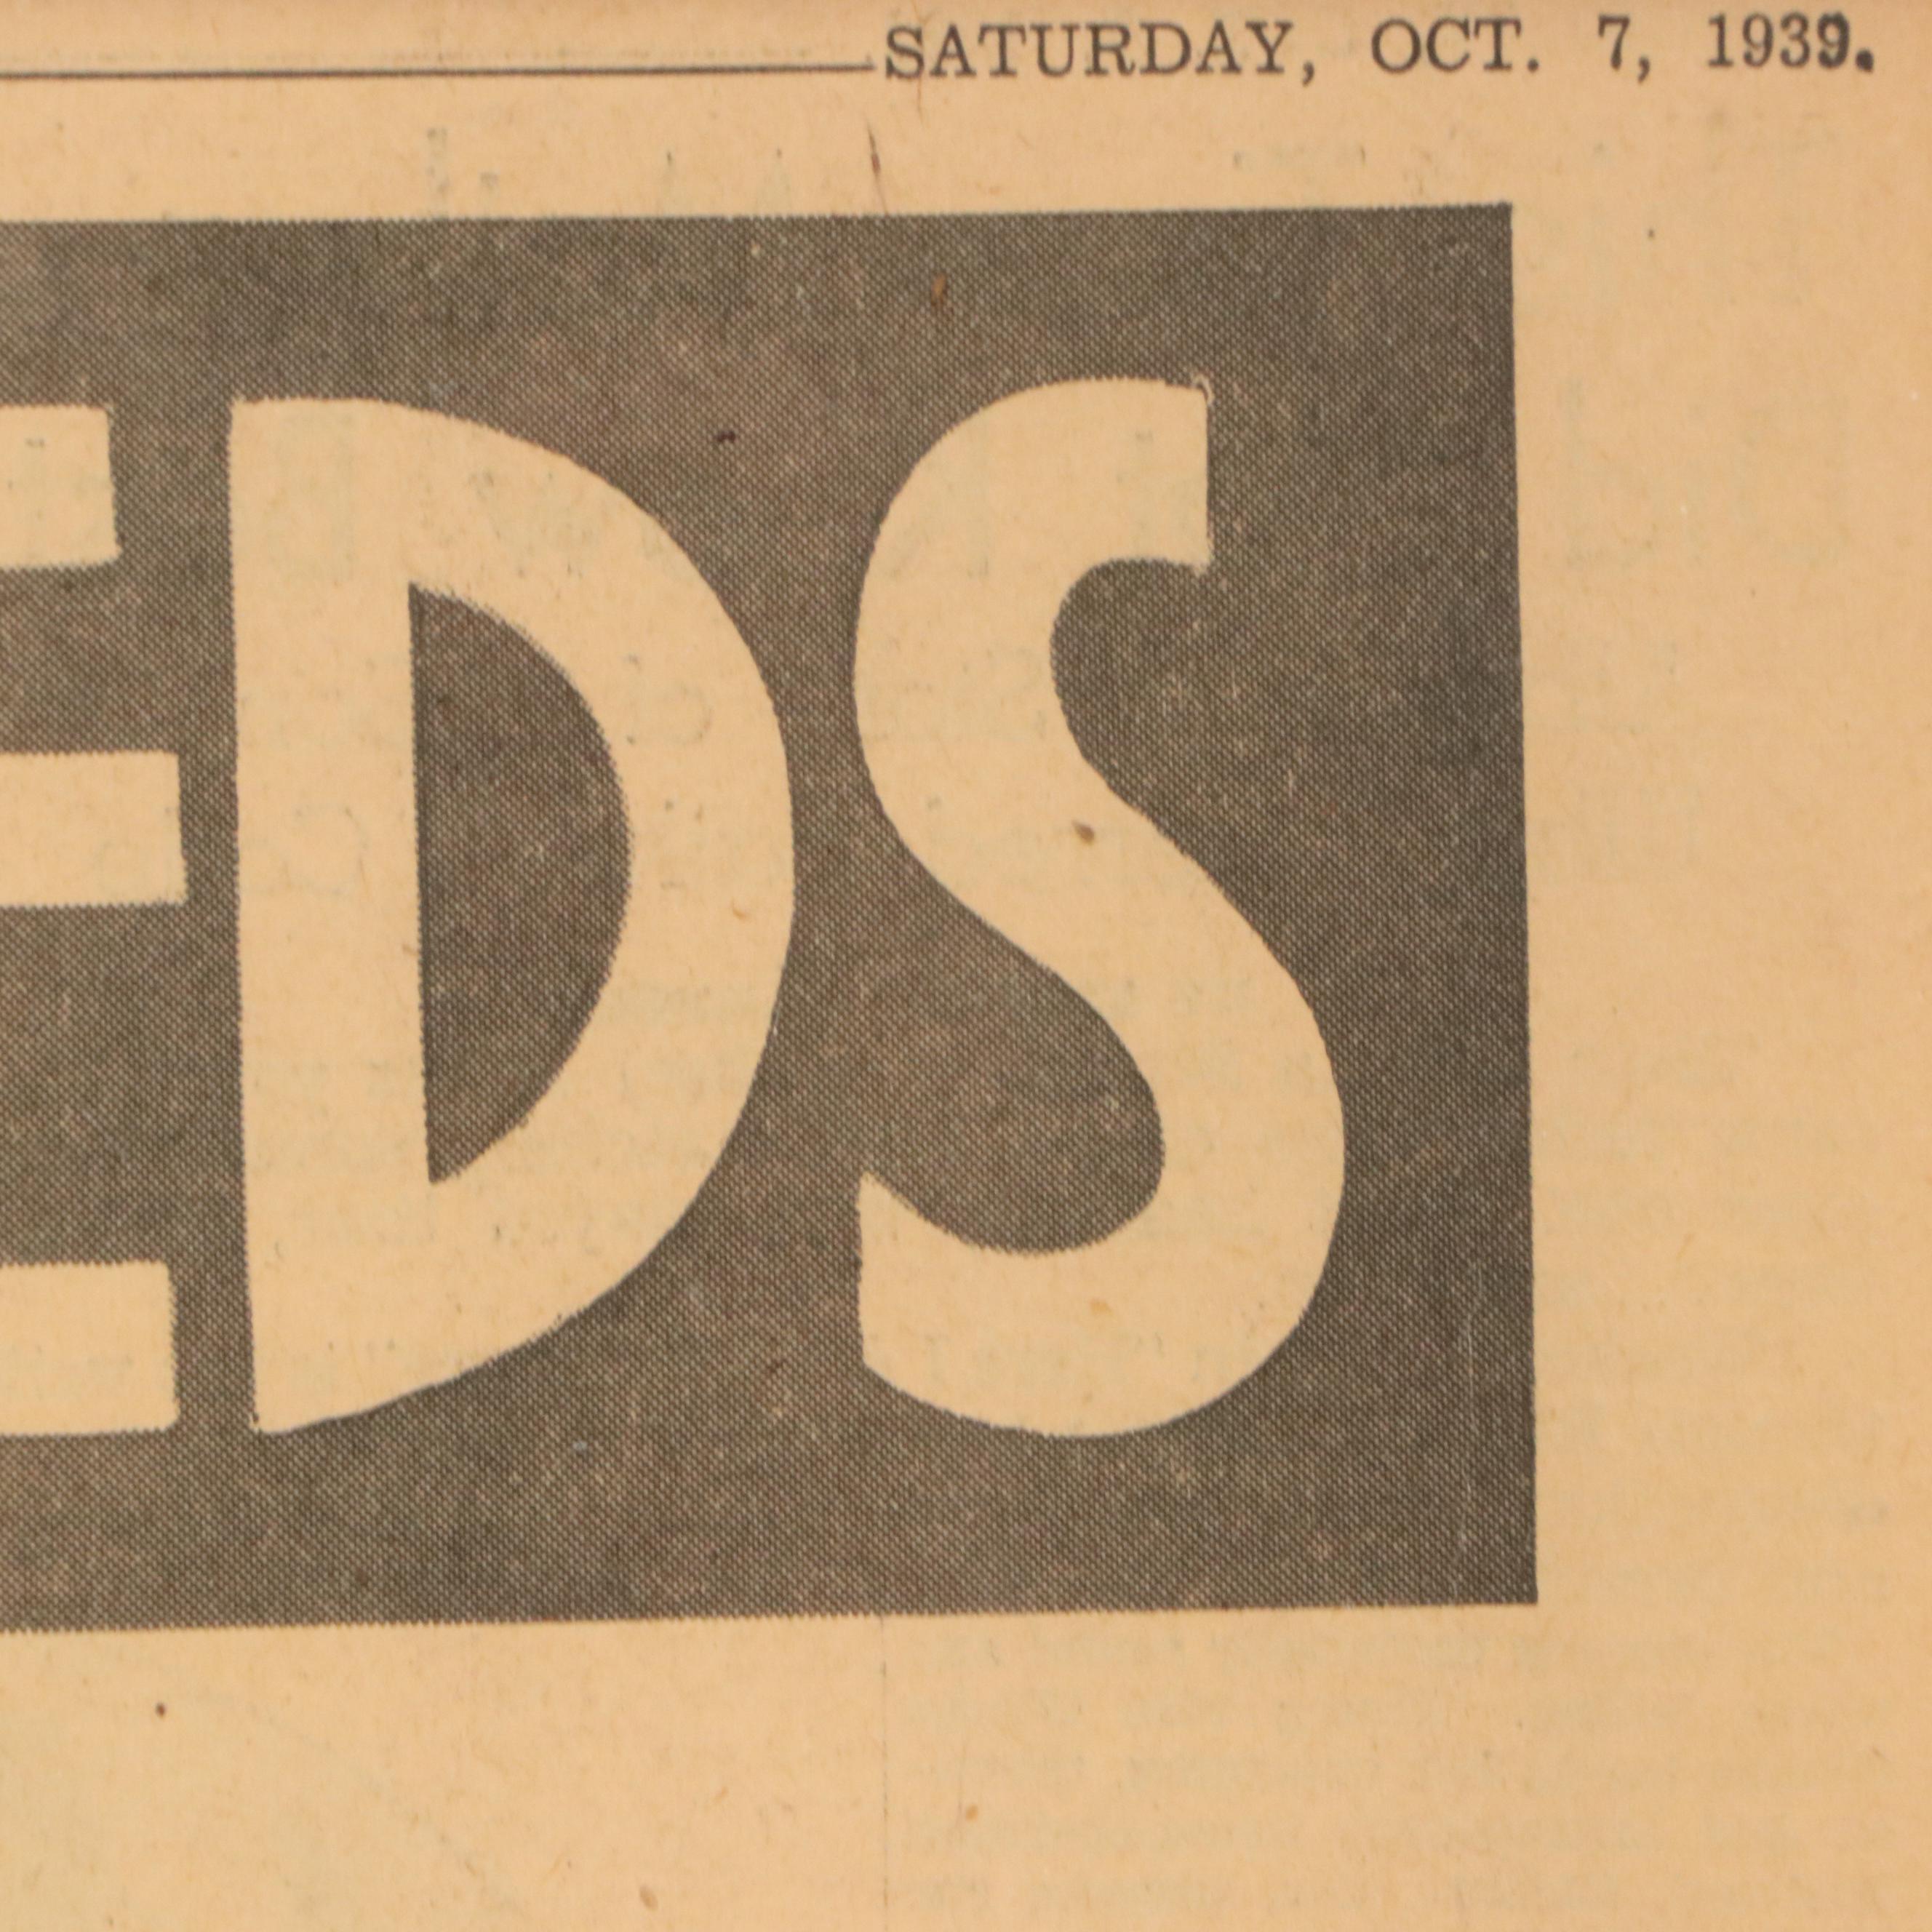 SATURDAY, OCT. 7, 1939.
EDS